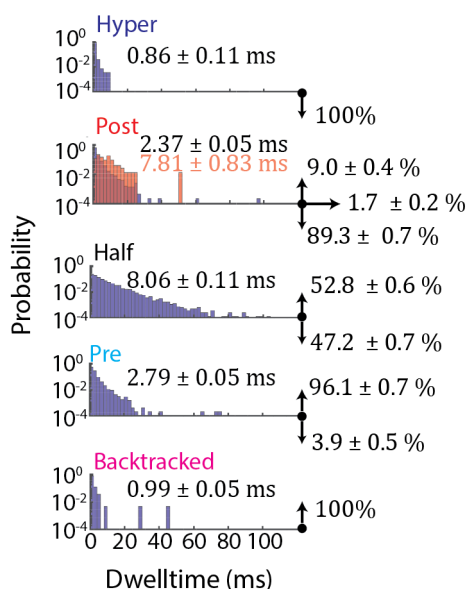 Hyper
10^0
10^-2
10^-4
0.86 ± 0.11 ms
100%
Post
10^0
10^-2
10^-4
2.37 ± 0.05 ms
7.81 ± 0.83 ms
9.0 ± 0.4 %
1.7 ± 0.2 %
89.3 ± 0.7 %
Probability
Half
10^0
10^-2
10^-4
8.06 ± 0.11 ms
52.8 ± 0.6 %
47.2 ± 0.7 %
Pre
10^0
10^-2
10^-4
2.79 ± 0.05 ms
96.1 ± 0.7 %
3.9 ± 0.5 %
Backtracked
10^0
10^-2
10^-4
0.99 ± 0.05 ms
100%
0 20 40 60 80 100
Dwelltime (ms)